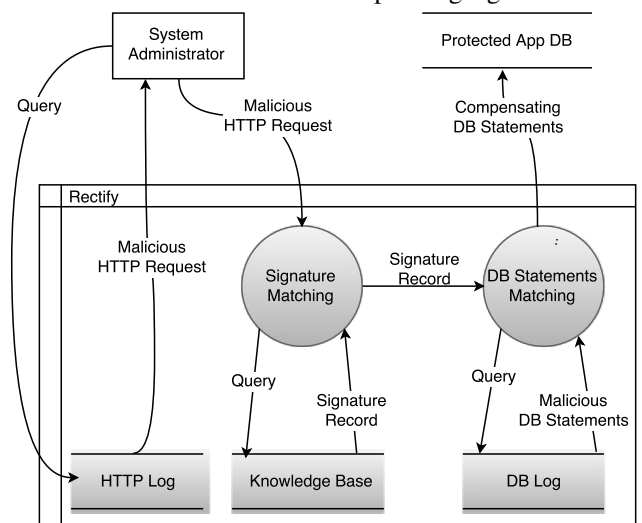 System
Administrator
Protected App DB
Query
Malicious
HTTP Request
Compensating
DB Statements
Rectify
Malicious
HTTP Request
Signature
Matching
Signature
Record
:
DB Statements
Matching
Query
Signature
Record
Query
Malicious
DB Statements
HTTP Log
Knowledge Base
DB Log